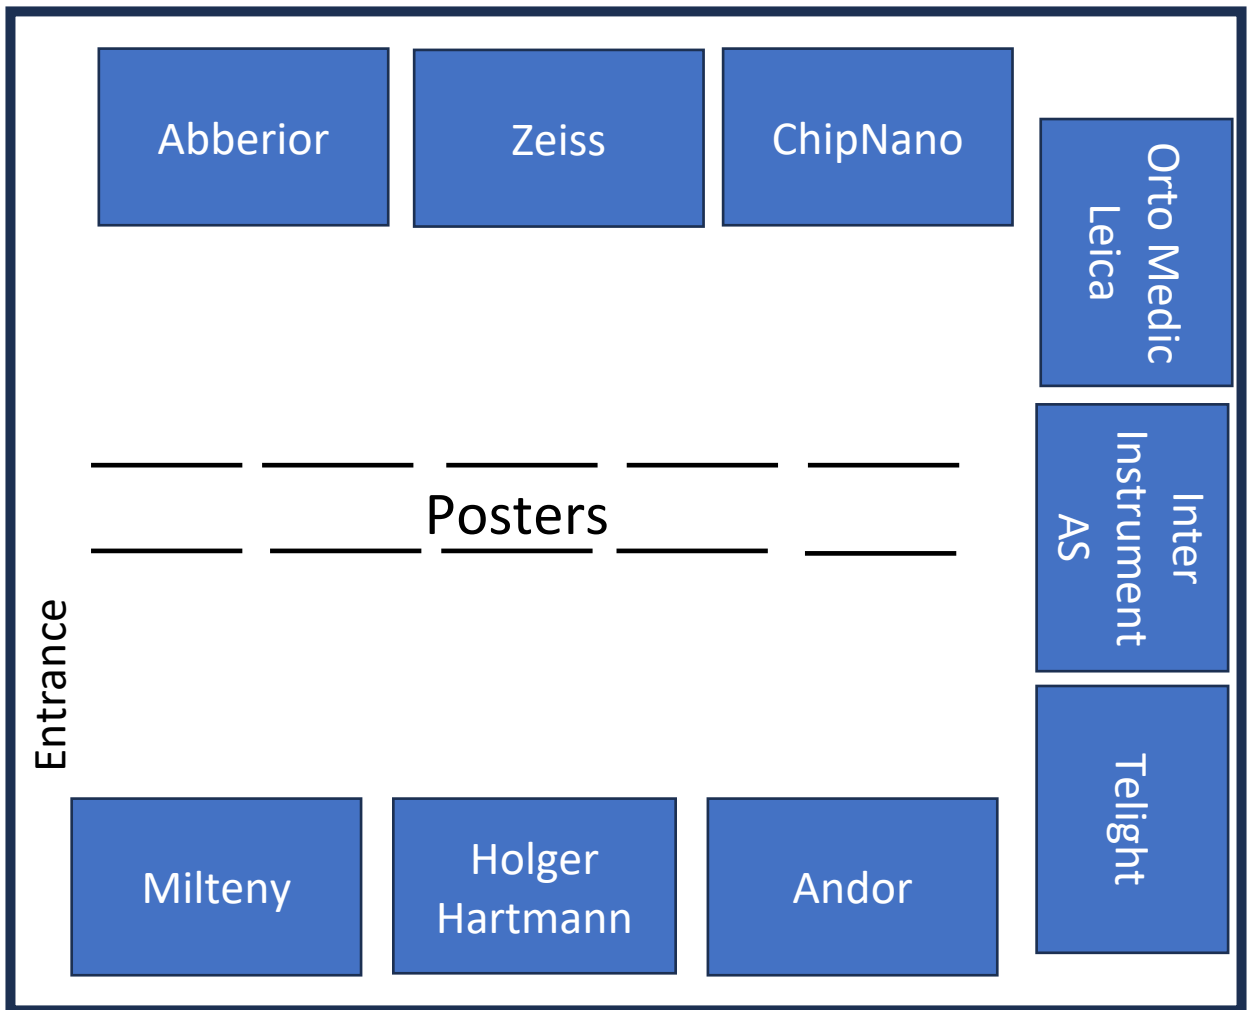 Abberior
Zeiss
ChipNano
Orto Medic
Leica
Inter
Instrument
AS
Posters
Entrance
Telight
Milteny
Holger
Hartmann
Andor